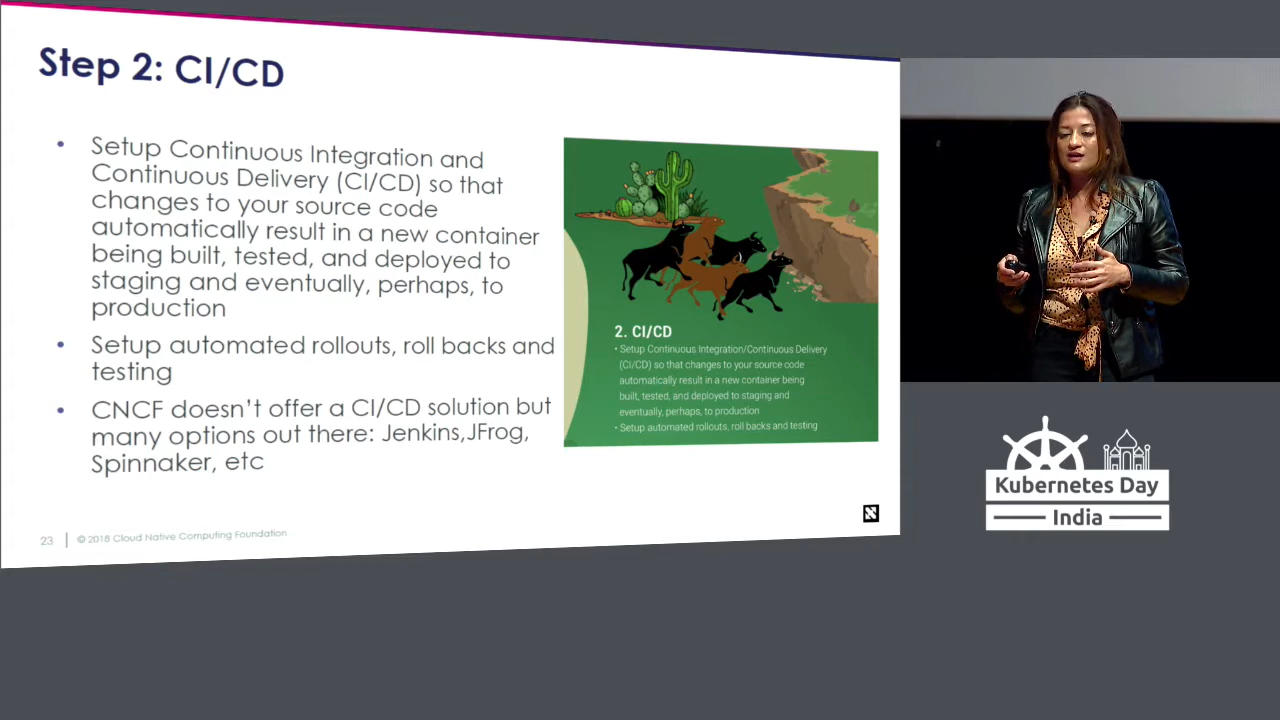 Step 2: CI/CD
• Setup Continuous Integration and
Continuous Delivery (CI/CD) so that
changes to your source code
automatically result in a new container
being built, tested, and deployed to
staging and eventually, perhaps, to
production
• Setup automated rollouts, roll backs and
testing
• CNCF doesn't offer a CI/CD solution but
many options out there: Jenkins,JFrog,
Spinnaker, etc
2. CI/CD
• Setup Continuous Integration/Continuous Delivery
(CI/CD) so that changes to your source code
automatically result in a new container being
built, tested, and deployed to staging and
eventually, perhaps, to production
• Setup automated rollouts, roll backs and testing
23
© 2018 Cloud Native Computing Foundation
Kubernetes Day
India